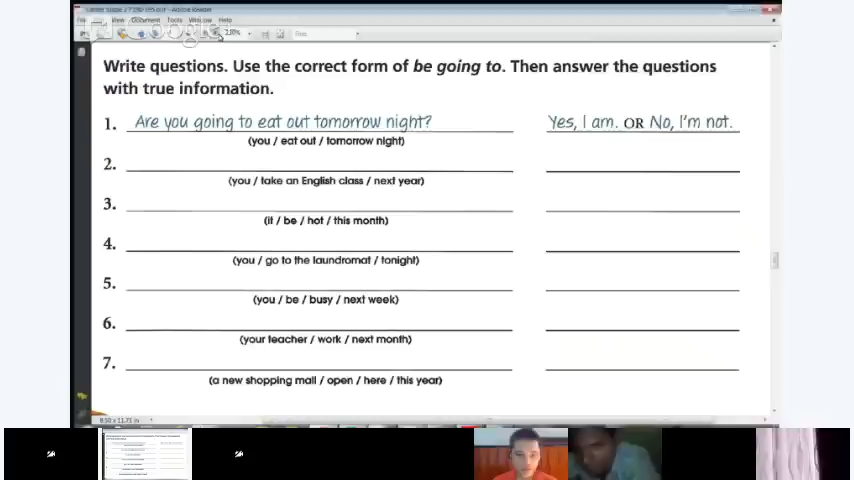 Document Tools Window Help
Write questions. Use the correct form of be going to. Then answer the questions
with true information.
1. Are you going to eat out tomorrow night? Yes, I am. OR No, I'm not.
(you / eat out / tomorrow night)
2.
(you / take an English class / next year)
3.
(it / be / hot / this month)
4.
(you / go to the laundromat / tonight)
5.
(you / be / busy / next week)
6.
(your teacher / work / next month)
7.
(a new shopping mall / open / here / this year)